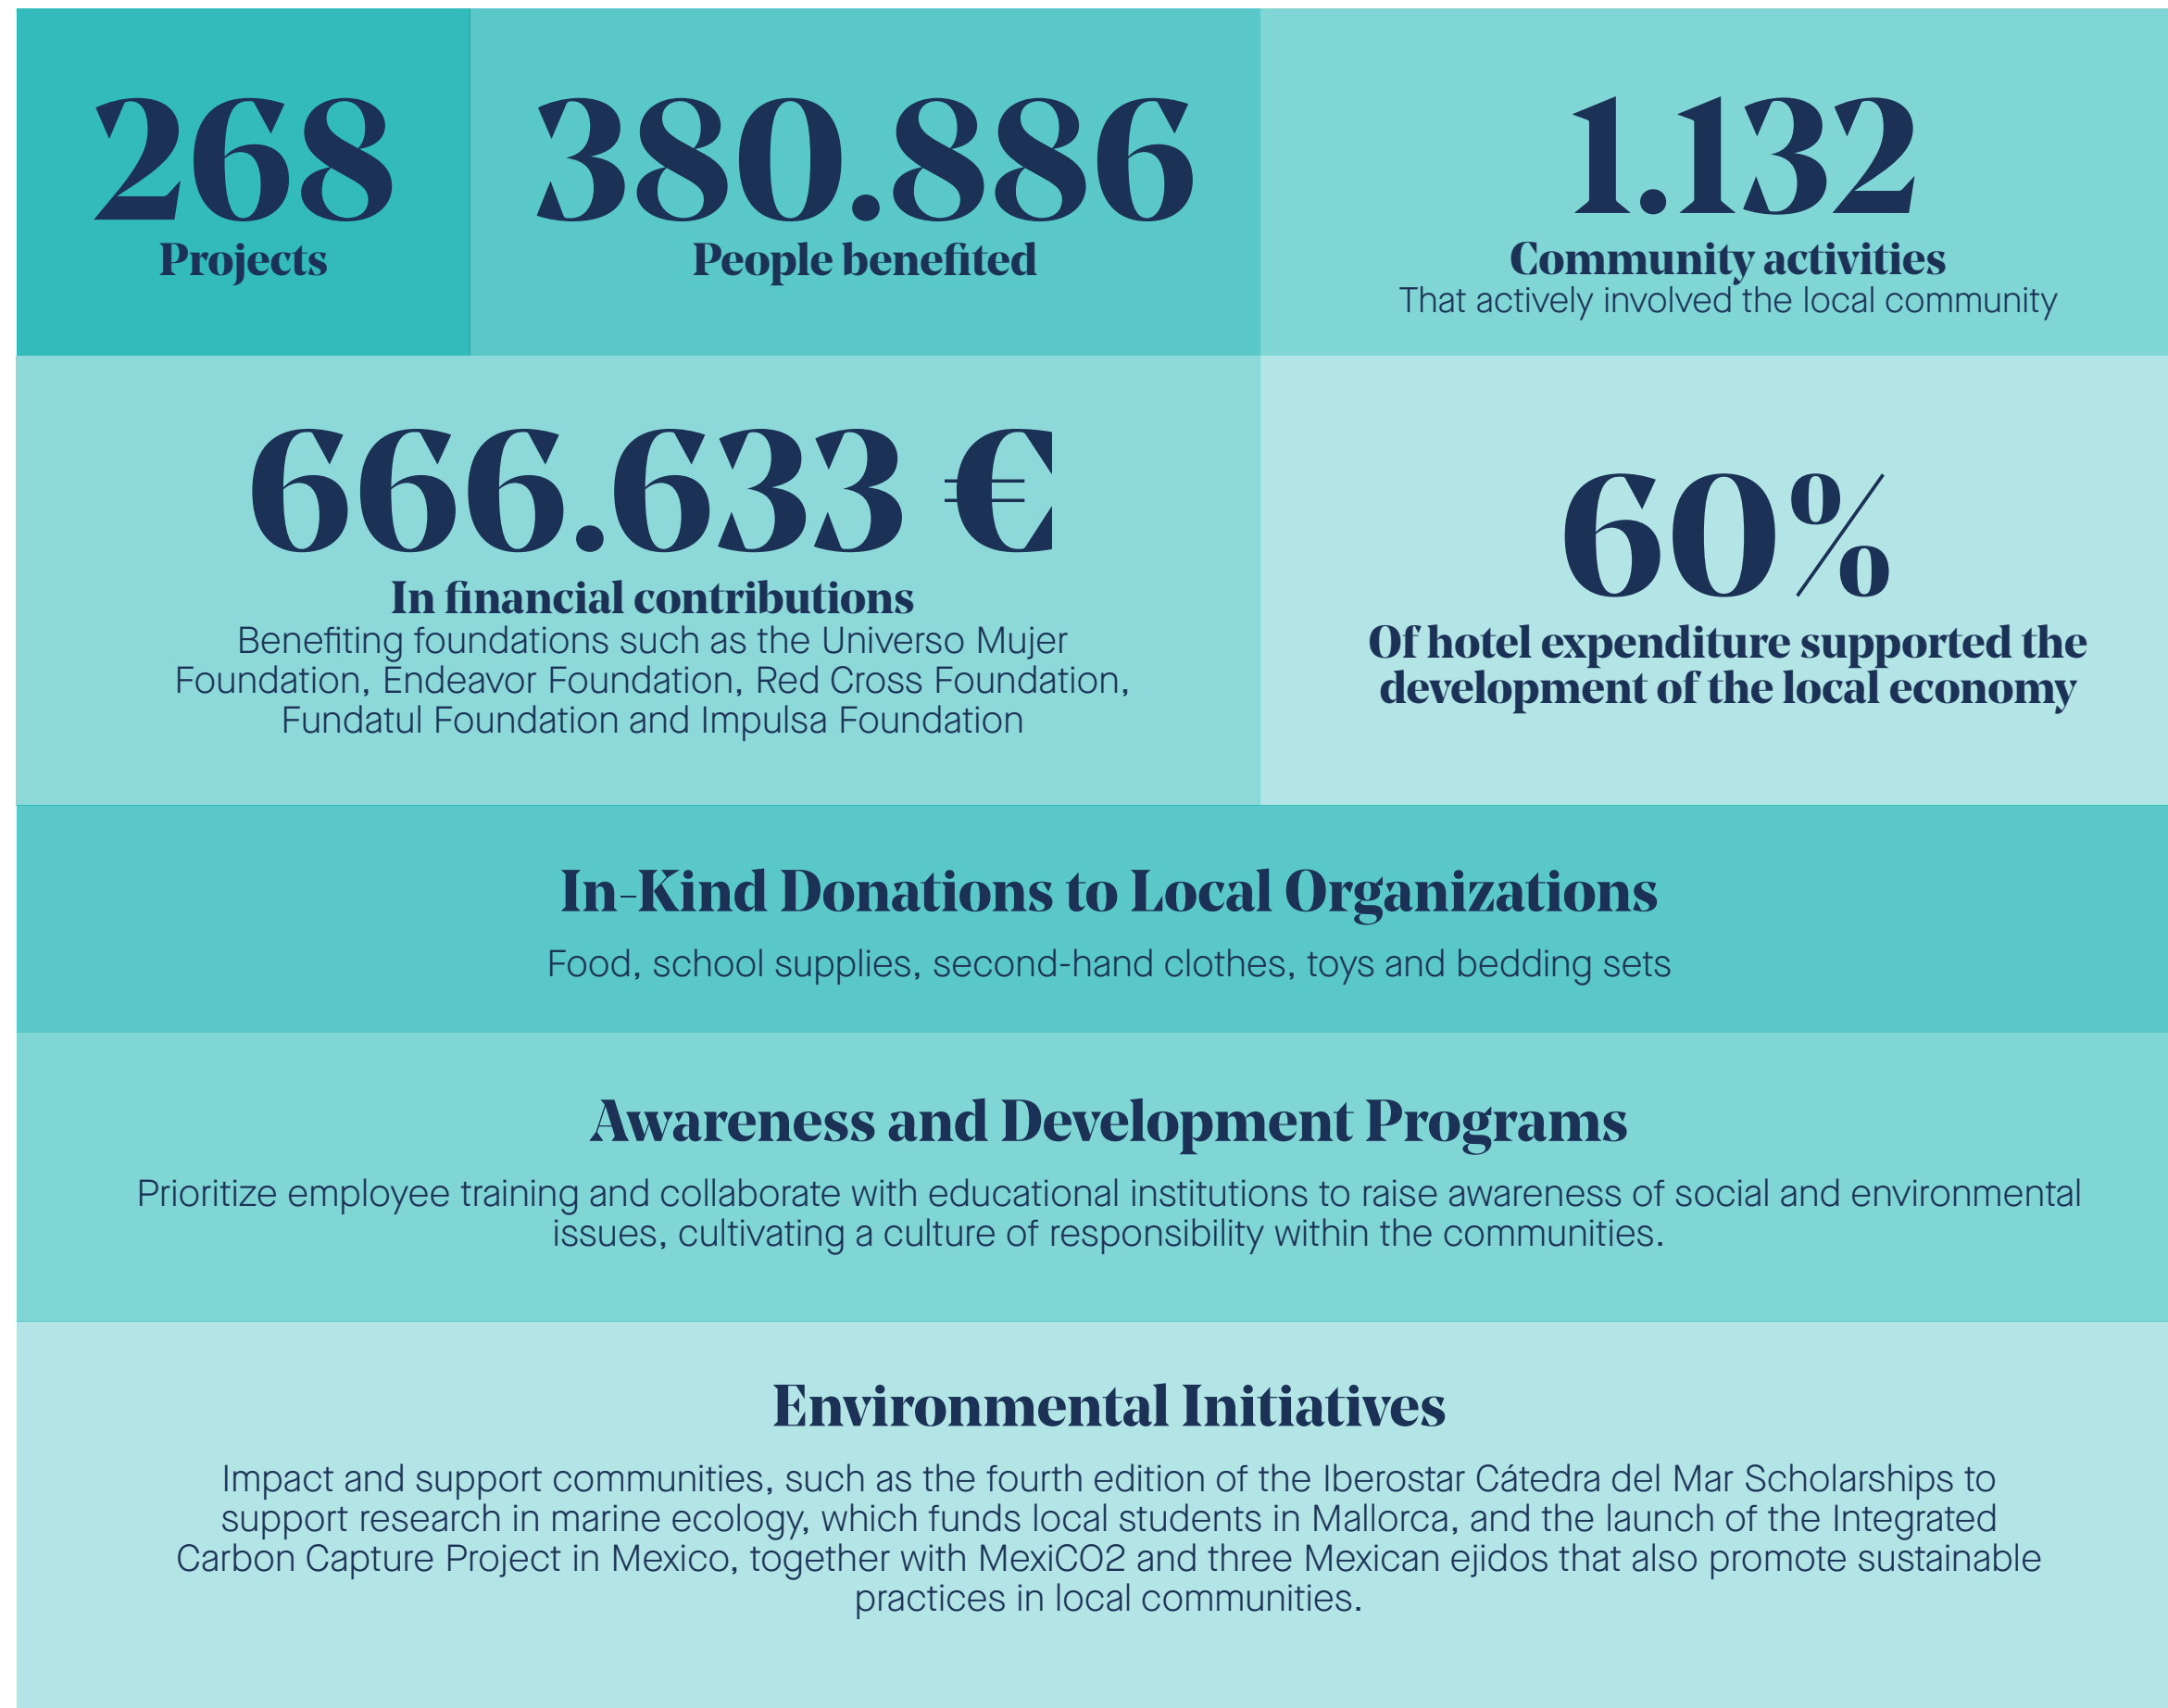 268
Projects
380.886
People benefited
1.132
Community activities
That actively involved the local community
666.633 €
In financial contributions
Benefiting foundations such as the Universo Mujer
Foundation, Endeavor Foundation, Red Cross Foundation,
Fundatul Foundation and Impulsa Foundation
60%
Of hotel expenditure supported the
development of the local economy
In-Kind Donations to Local Organizations
Food, school supplies, second-hand clothes, toys and bedding sets
Awareness and Development Programs
Prioritize employee training and collaborate with educational institutions to raise awareness of social and environmental
issues, cultivating a culture of responsibility within the communities.
Environmental Initiatives
Impact and support communities, such as the fourth edition of the Iberostar Cátedra del Mar Scholarships to
support research in marine ecology, which funds local students in Mallorca, and the launch of the Integrated
Carbon Capture Project in Mexico, together with MexiCO2 and three Mexican ejidos that also promote sustainable
practices in local communities.